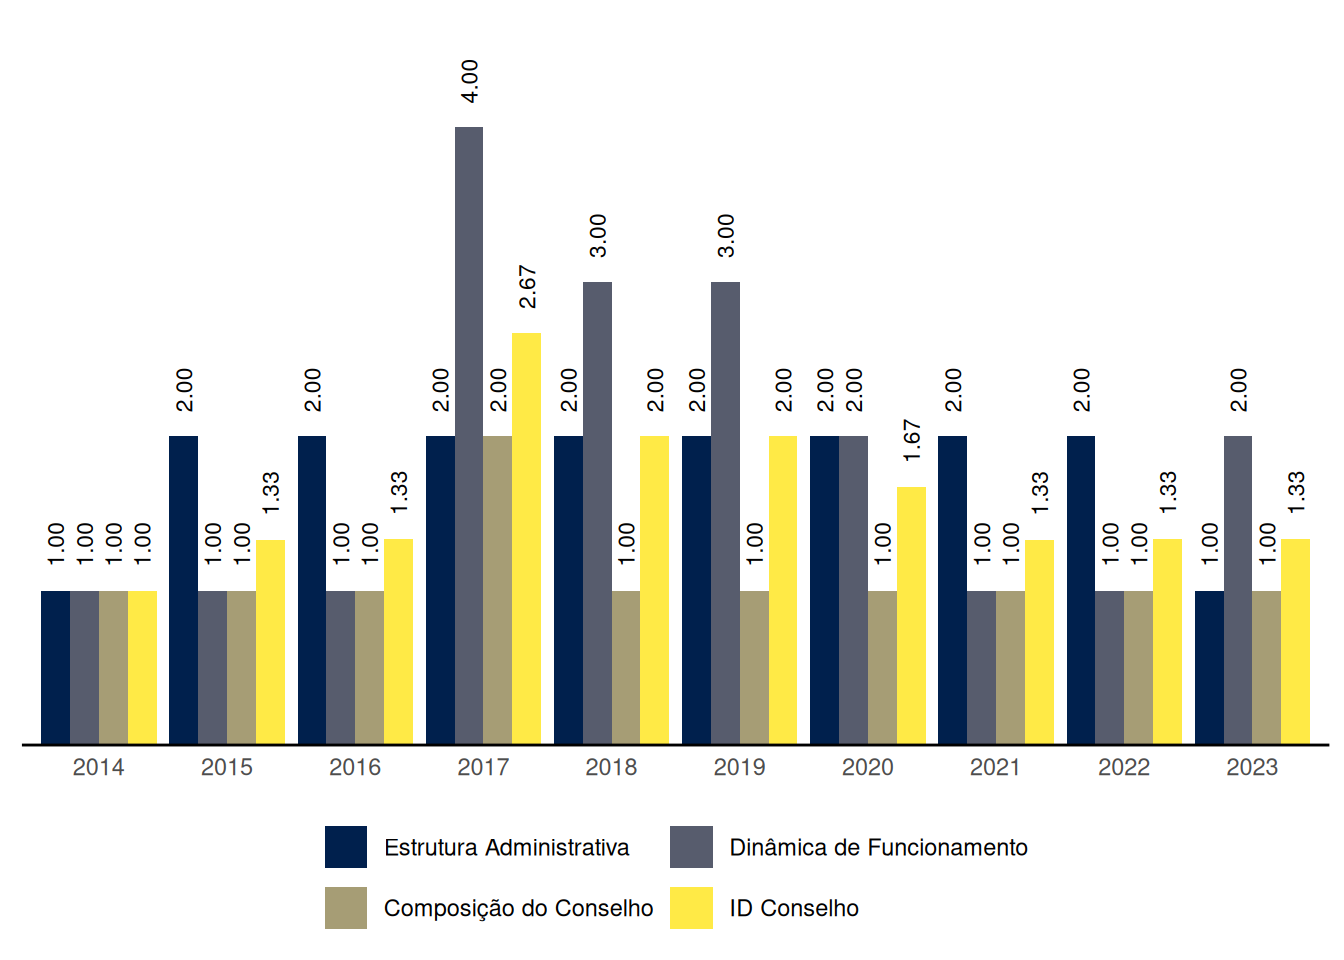 4.00
3.00 3.00
2.67
2.00 2.00 2.00 2.00 2.00 2.00 2.00 2.00 2.00 2.00 2.00 2.00 2.00
1.67
1.33 1.33 1.33 1.33 1.33
1.00 1.00 1.00 1.00 1.00 1.00 1.00 1.00 1.00 1.00 1.00 1.00 1.00 1.00 1.00 1.00 1.00 1.00
2014 2015 2016 2017 2018 2019 2020 2021 2022 2023
Estrutura Administrativa Dinâmica de Funcionamento
Composição do Conselho ID Conselho